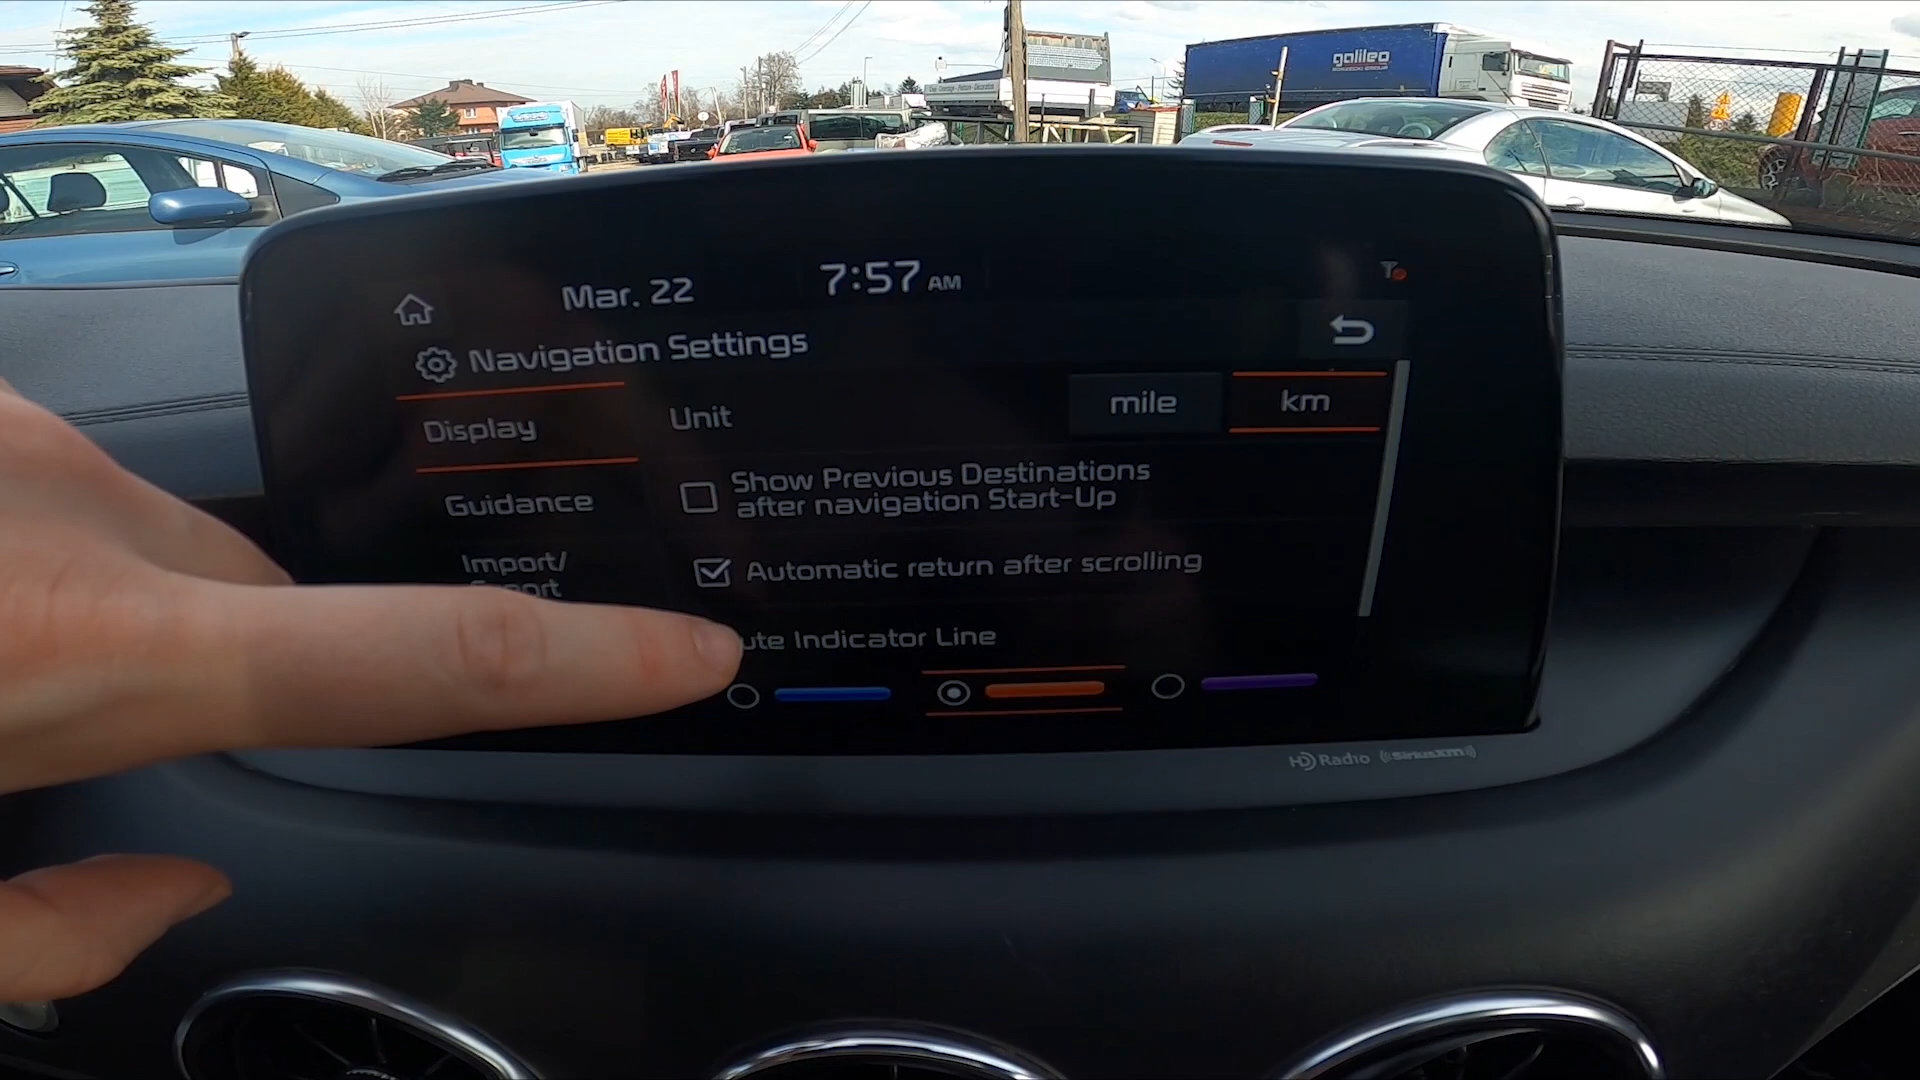 galileo
Mar. 22
7:57 AM
Navigation Settings
Display
Unit
mile
km
Guidance
Show Previous Destinations
after navigation Start-Up
Import/
Automatic return after scrolling
Indicator Line
HD Radio
((SiriusXM))